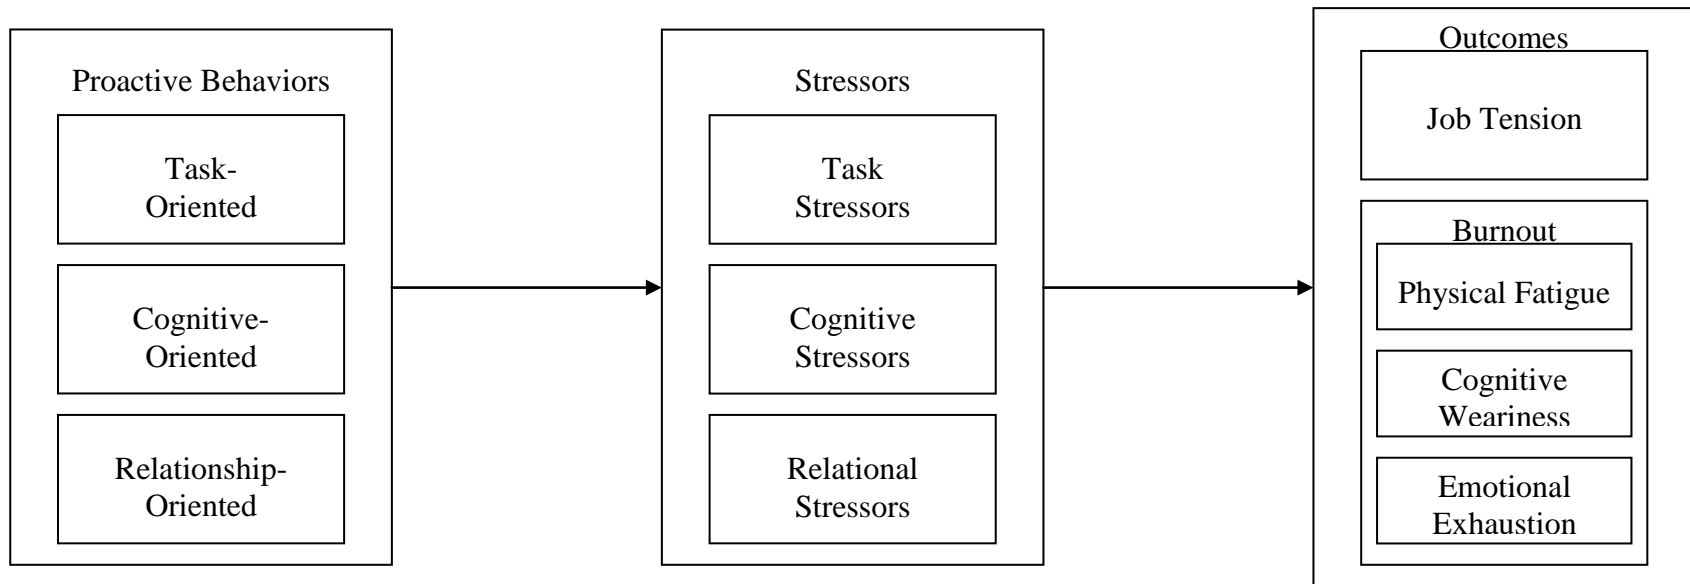 Proactive Behaviors
Task-
Oriented
Cognitive-
Oriented
Relationship-
Oriented
Stressors
Task
Stressors
Cognitive
Stressors
Relational
Stressors
Outcomes
Job Tension
Burnout
Physical Fatigue
Cognitive
Weariness
Emotional
Exhaustion